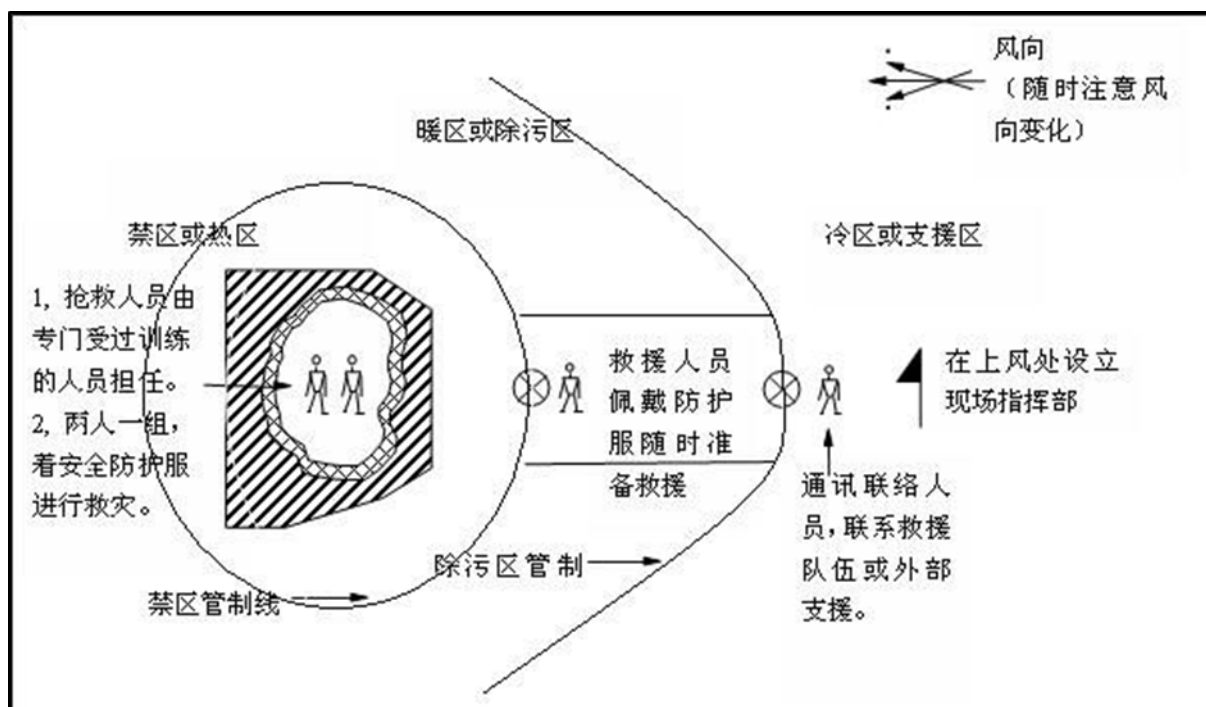 风向
（随时注意风
向变化）
暖区或除污区
禁区或热区
冷区或支援区
1, 抢救人员由
专门受过训练
的人员担任。
2, 两人一组，
着安全防护服
进行救灾。
救援人员
佩戴防护
服随时准
备救援
在上风处设立
现场指挥部
通讯联络人
员，联系救援
队伍或外部
支援。
除污区管制
禁区管制线